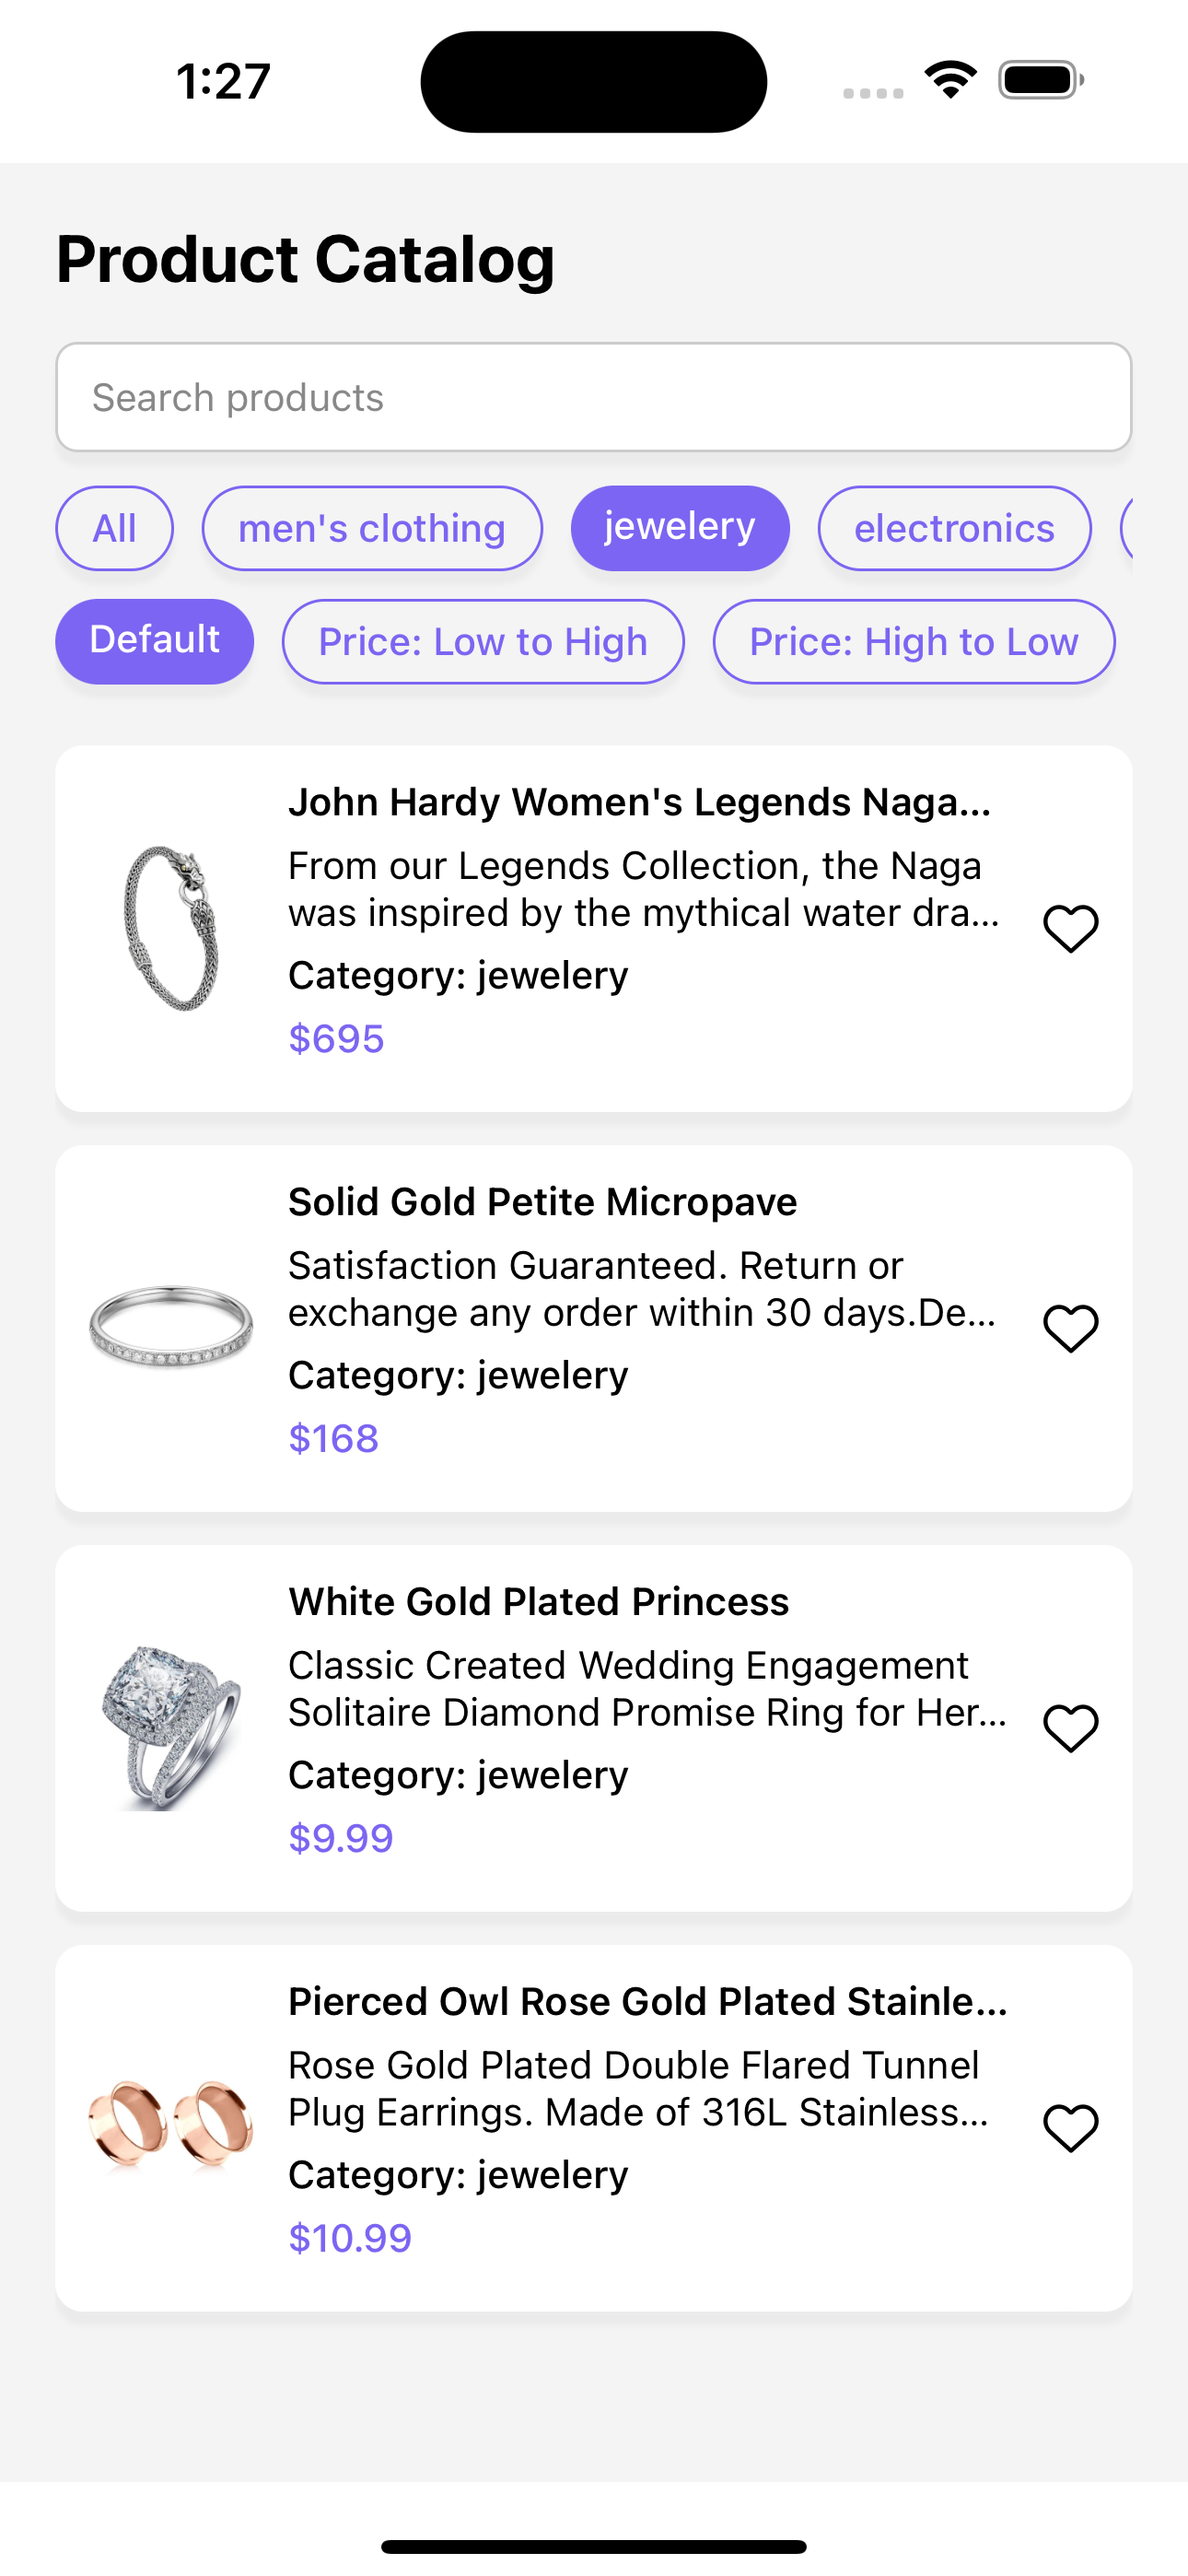 1:27
Product Catalog
Search products
All
men's clothing
jewelery
electronics
Default
Price: Low to High
Price: High to Low
John Hardy Women's Legends Naga...
From our Legends Collection, the Naga
was inspired by the mythical water dra...
Category: jewelery
$695
Solid Gold Petite Micropave
Satisfaction Guaranteed. Return or
exchange any order within 30 days.De...
Category: jewelery
$168
White Gold Plated Princess
Classic Created Wedding Engagement
Solitaire Diamond Promise Ring for Her...
Category: jewelery
$9.99
Pierced Owl Rose Gold Plated Stainle...
Rose Gold Plated Double Flared Tunnel
Plug Earrings. Made of 316L Stainless...
Category: jewelery
$10.99